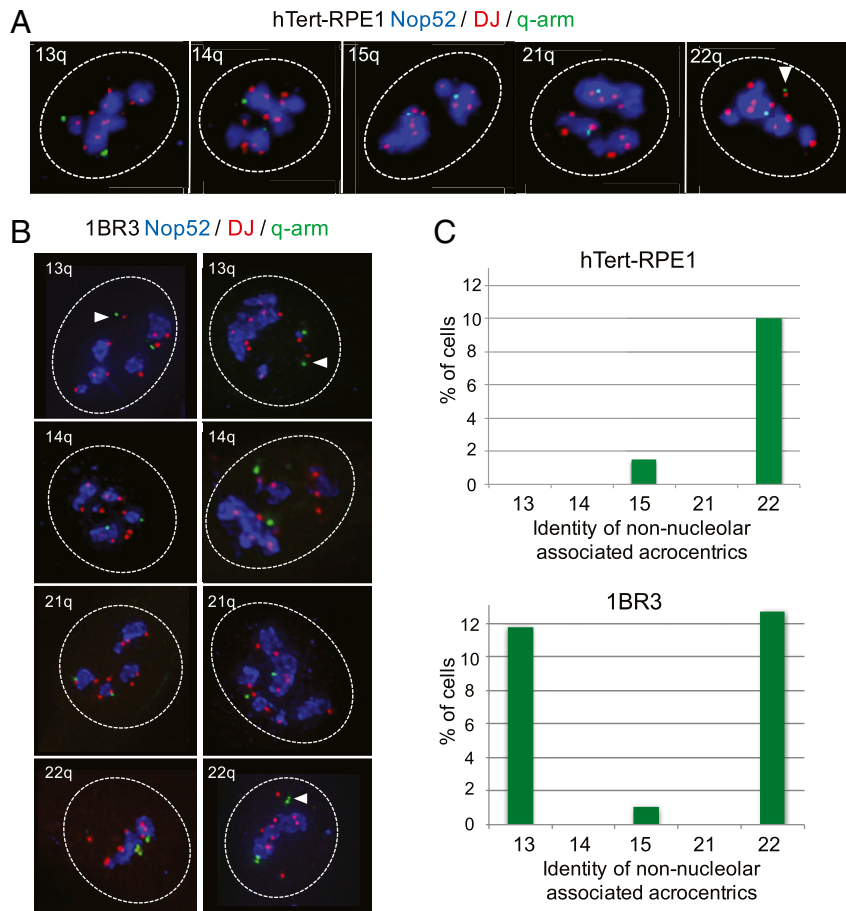 A
hTert-RPE1 Nop52 / DJ / q-arm
13q
14q
15q
21q
22q
B
1BR3 Nop52 / DJ / q-arm
13q
13q
14q
14q
21q
21q
22q
22q
C
hTert-RPE1
% of cells
12
10
8
6
4
2
0
13 14 15 21 22
Identity of non-nucleolar
associated acrocentrics
1BR3
% of cells
12
10
8
6
4
2
0
13 14 15 21 22
Identity of non-nucleolar
associated acrocentrics